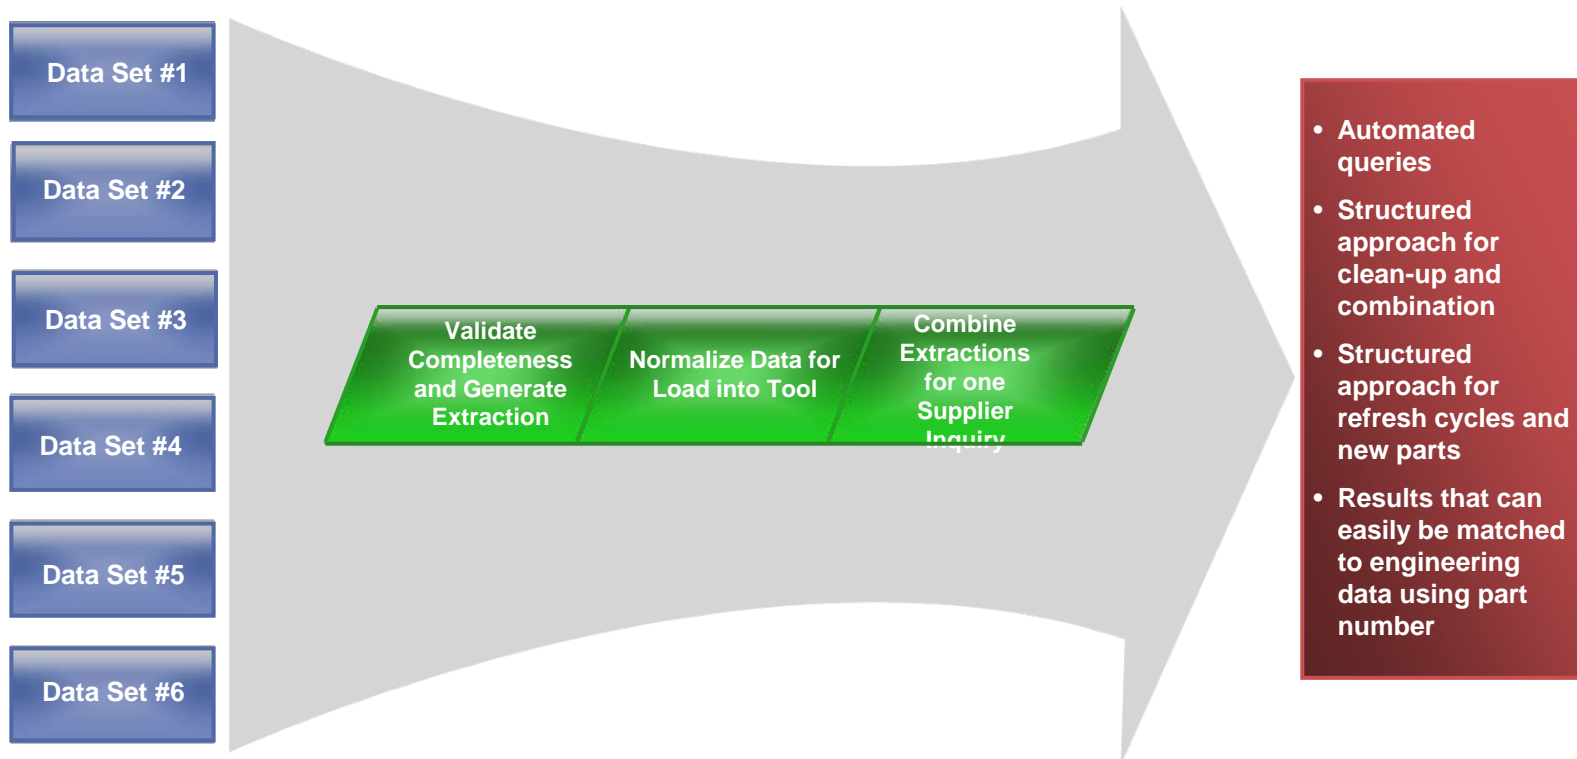 Data Set #1
Data Set #2
Data Set #3
Data Set #4
Data Set #5
Data Set #6
Validate
Completeness
and Generate
Extraction
Normalize Data for
Load into Tool
Combine
Extractions
for one
Supplier
Inquiry
• Automated
queries
• Structured
approach for
clean-up and
combination
• Structured
approach for
refresh cycles and
new parts
• Results that can
easily be matched
to engineering
data using part
number